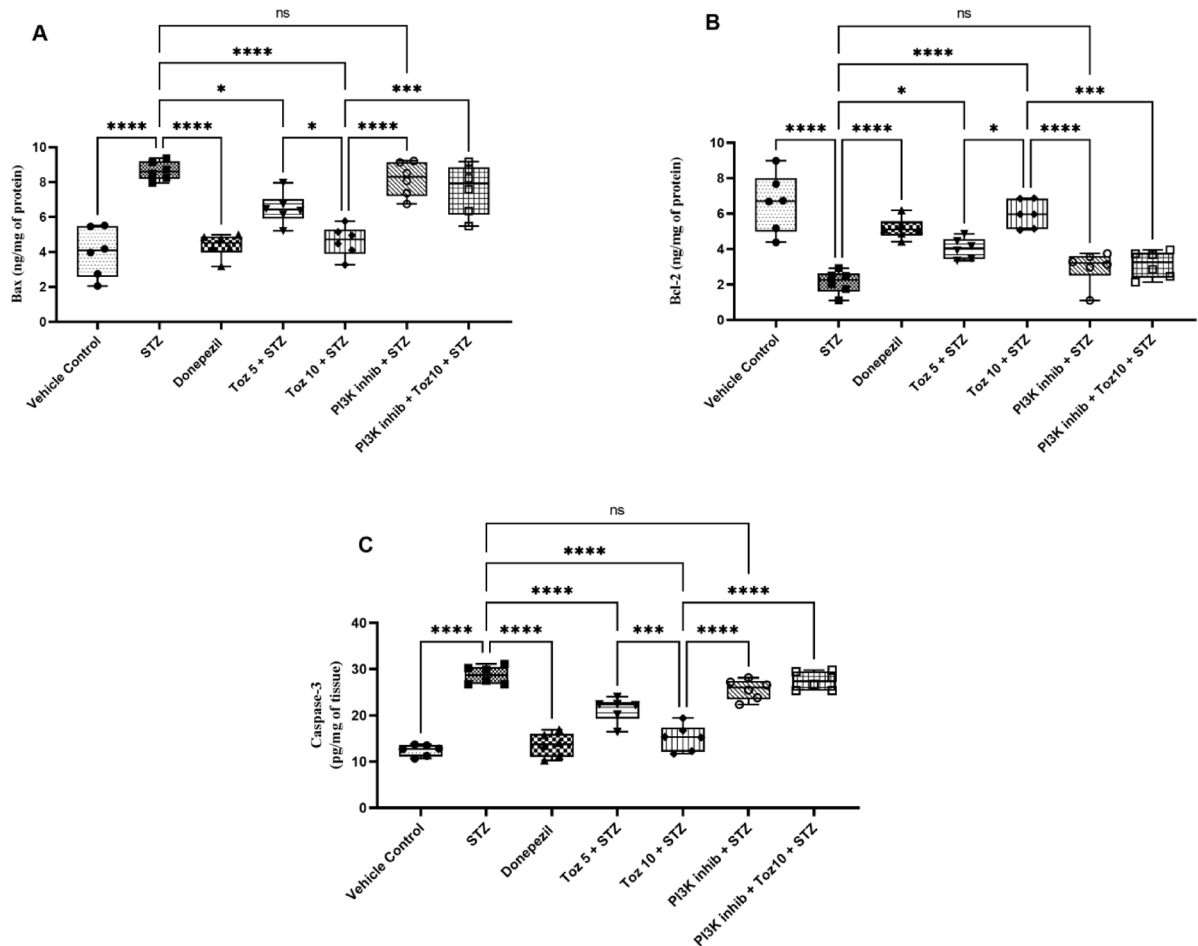 A
ns
****
*
***
****
****
*
****
Bax (ng/mg of protein)
10
8
6
4
2
0
Vehicle Control
STZ
Donepezil
Toz 5 + STZ
Toz 10 + STZ
PI3K inhib + STZ
PI3K inhib + Toz10 + STZ
B
ns
****
*
***
****
****
*
****
Bcl-2 (ng/mg of protein)
10
8
6
4
2
0
Vehicle Control
STZ
Donepezil
Toz 5 + STZ
Toz 10 + STZ
PI3K inhib + STZ
PI3K inhib + Toz10 + STZ
C
ns
****
****
****
****
****
***
****
Caspase-3
(pg/mg of tissue)
40
30
20
10
0
Vehicle Control
STZ
Donepezil
Toz 5 + STZ
Toz 10 + STZ
PI3K inhib + STZ
PI3K inhib + Toz10 + STZ